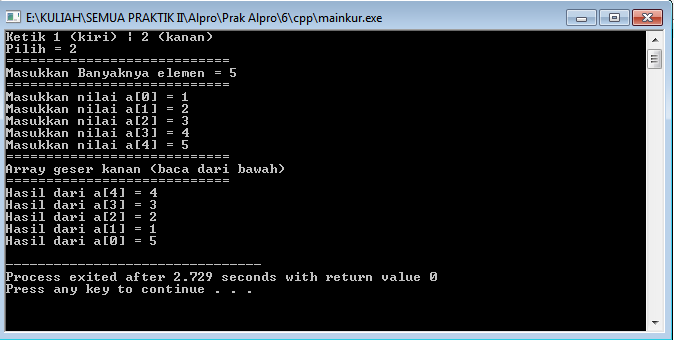 E:\KULIAH\SEMUA PRAKTIK II\Alpro\Prak Alpro\6\cpp\mainkur.exe
Ketik 1 (kiri) ¦ 2 (kanan)
Pilih = 2
============================
Masukkan Banyaknya elemen = 5
============================
Masukkan nilai a[0] = 1
Masukkan nilai a[1] = 2
Masukkan nilai a[2] = 3
Masukkan nilai a[3] = 4
Masukkan nilai a[4] = 5
============================
Array geser kanan (baca dari bawah)
============================
Hasil dari a[4] = 4
Hasil dari a[3] = 3
Hasil dari a[2] = 2
Hasil dari a[1] = 1
Hasil dari a[0] = 5
--------------------------------
Process exited after 2.729 seconds with return value 0
Press any key to continue . . .